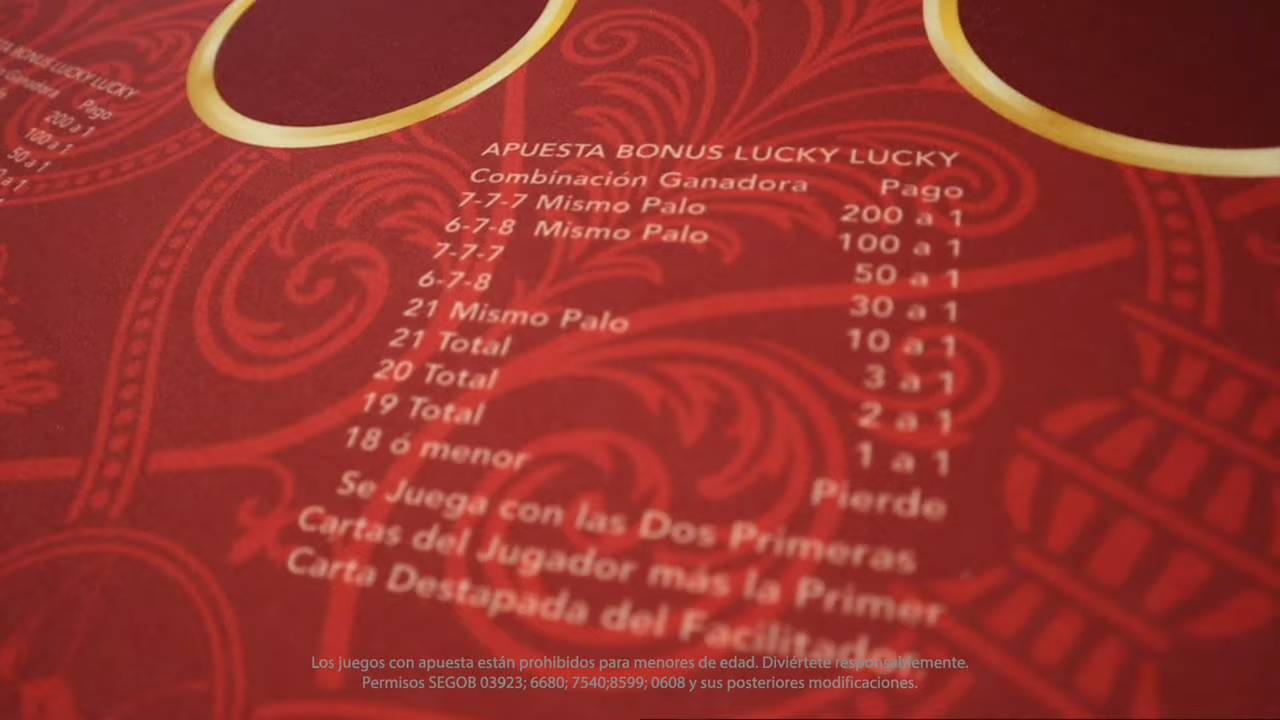 TA BONUS LUCKY LUCKY
Ganadora Pago
200 a 1
100 a 1
50 a 1
APUESTA BONUS LUCKY LUCKY
Combinación Ganadora Pago
7-7-7 Mismo Palo 200 a 1
6-7-8 Mismo Palo 100 a 1
7-7-7 50 a 1
6-7-8 30 a 1
21 Mismo Palo 10 a 1
21 Total 3 a 1
20 Total 2 a 1
19 Total 1 a 1
18 ó menor Pierde
Se Juega con las Dos Primeras
Cartas del Jugador más la Primer
Carta Destapada del Facilitador
Los juegos con apuesta están prohibidos para menores de edad. Diviértete responsablemente.
Permisos SEGOB 03923; 6680; 7540;8599; 0608 y sus posteriores modificaciones.